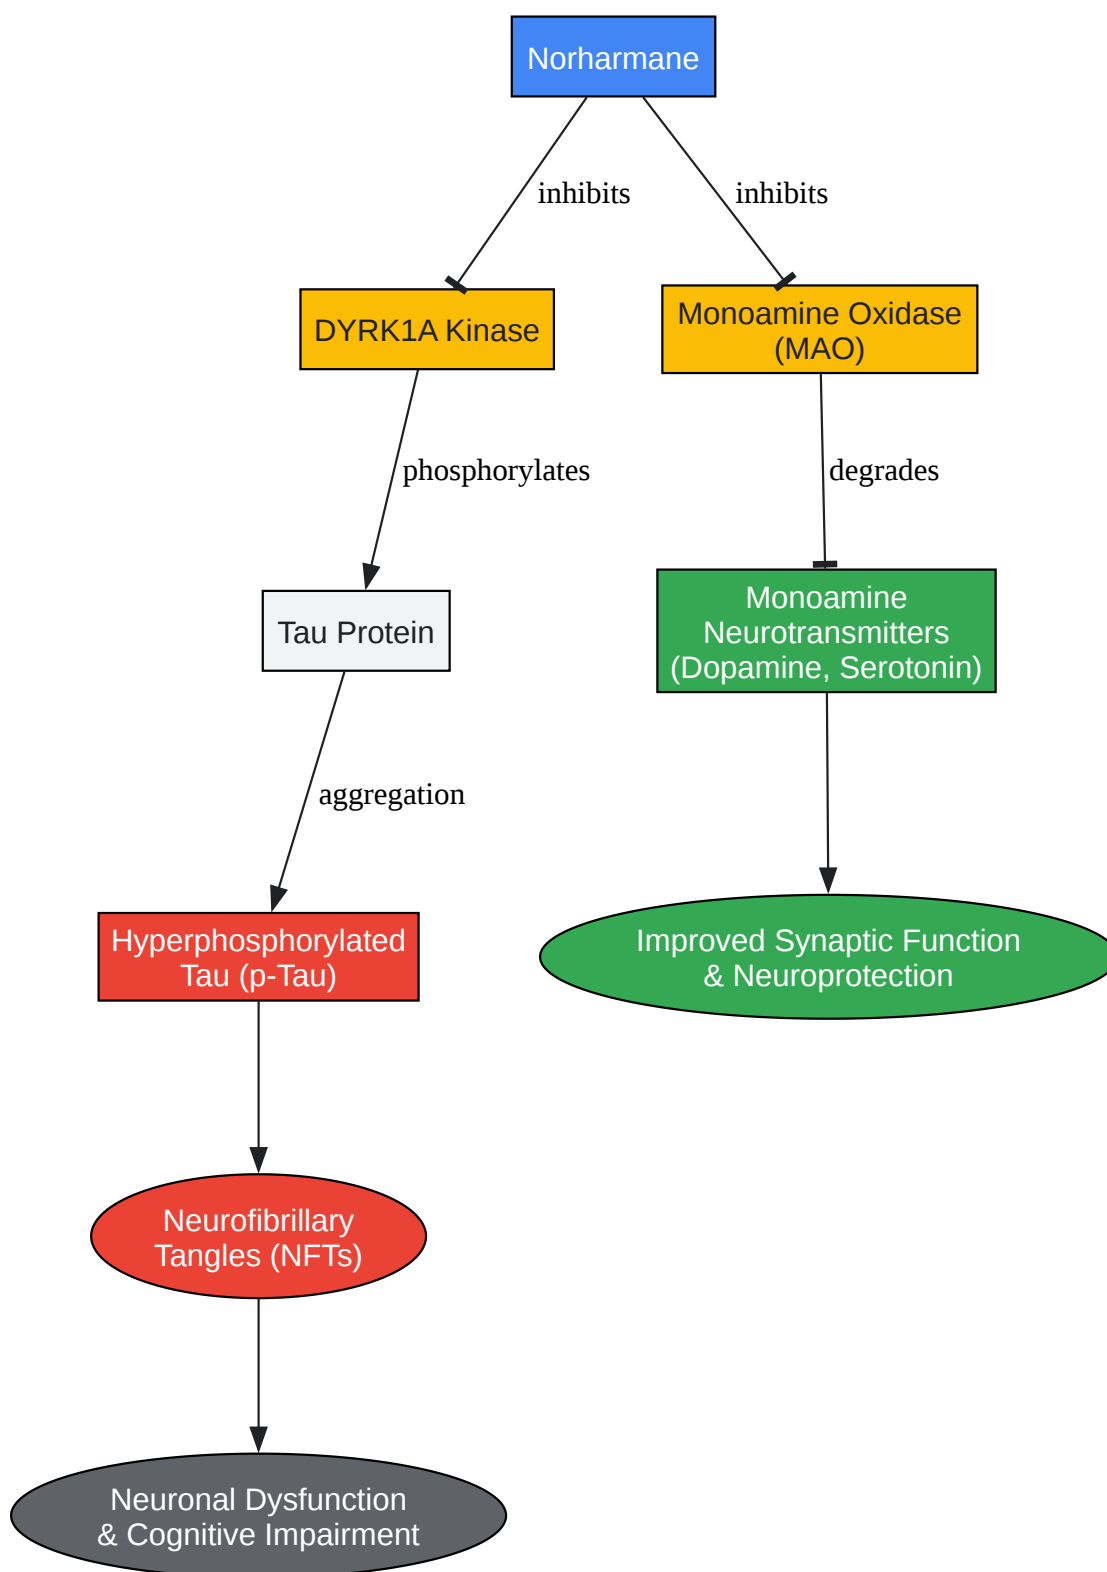 Norharmane
inhibits
inhibits
DYRK1A Kinase
Monoamine Oxidase
(MAO)
phosphorylates
degrades
Tau Protein
Monoamine
Neurotransmitters
(Dopamine, Serotonin)
aggregation
Hyperphosphorylated
Tau (p-Tau)
Improved Synaptic Function
& Neuroprotection
Neurofibrillary
Tangles (NFTs)
Neuronal Dysfunction
& Cognitive Impairment